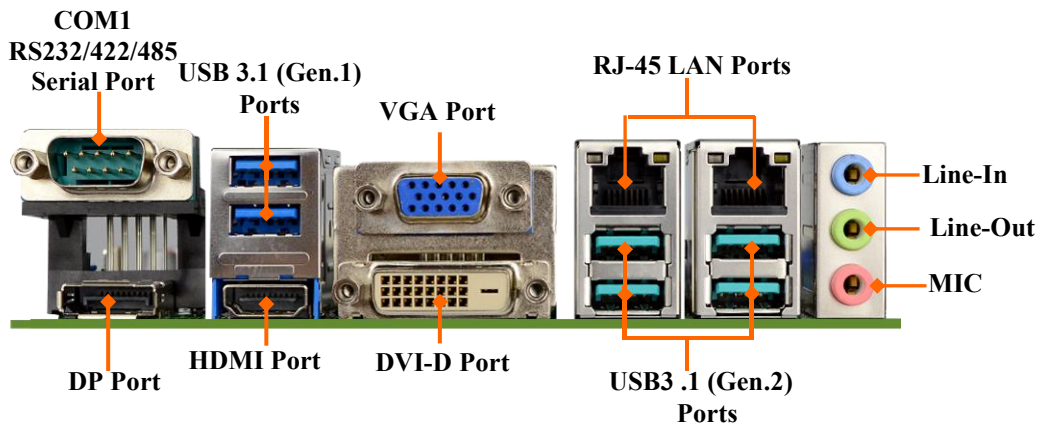 COM1
RS232/422/485
Serial Port
USB 3.1 (Gen.1)
Ports
VGA Port
RJ-45 LAN Ports
Line-In
Line-Out
MIC
DP Port
HDMI Port
DVI-D Port
USB3 .1 (Gen.2)
Ports